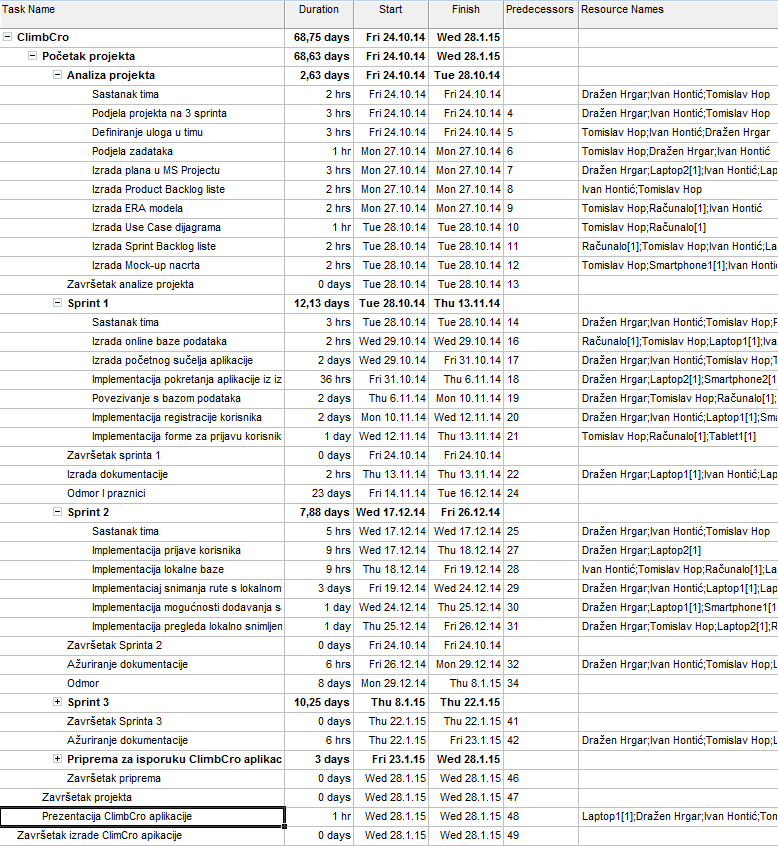 Task Name Duration Start Finish Predecessors Resource Names
ClimbCro 68,75 days Fri 24.10.14 Wed 28.1.15
Početak projekta 68,63 days Fri 24.10.14 Wed 28.1.15
Analiza projekta 2,63 days Fri 24.10.14 Tue 28.10.14
Sastanak tima 2 hrs Fri 24.10.14 Fri 24.10.14 Dražen Hrgar;Ivan Hontić;Tomislav Hop
Podjela projekta na 3 sprinta 3 hrs Fri 24.10.14 Fri 24.10.14 4 Dražen Hrgar;Ivan Hontić;Tomislav Hop
Definiranje uloga u timu 3 hrs Fri 24.10.14 Fri 24.10.14 5 Tomislav Hop;Ivan Hontić;Dražen Hrgar
Podjela zadataka 1 hr Mon 27.10.14 Mon 27.10.14 6 Tomislav Hop;Dražen Hrgar;Ivan Hontić
Izrada plana u MS Projectu 3 hrs Mon 27.10.14 Mon 27.10.14 7 Dražen Hrgar;Laptop2[1];Ivan Hontić;Lap
Izrada Product Backlog liste 2 hrs Mon 27.10.14 Mon 27.10.14 8 Ivan Hontić;Tomislav Hop
Izrada ERA modela 2 hrs Mon 27.10.14 Mon 27.10.14 9 Tomislav Hop;Računalo[1];Ivan Hontić
Izrada Use Case dijagrama 1 hr Tue 28.10.14 Tue 28.10.14 10 Tomislav Hop;Računalo[1]
Izrada Sprint Backlog liste 2 hrs Tue 28.10.14 Tue 28.10.14 11 Računalo[1];Tomislav Hop;Ivan Hontić;La
Izrada Mock-up nacrta 2 hrs Tue 28.10.14 Tue 28.10.14 12 Tomislav Hop;Smartphone1[1];Ivan Honti
Završetak analize projekta 0 days Tue 28.10.14 Tue 28.10.14 13
Sprint 1 12,13 days Tue 28.10.14 Thu 13.11.14
Sastanak tima 3 hrs Tue 28.10.14 Tue 28.10.14 14 Dražen Hrgar;Ivan Hontić;Tomislav Hop;
Izrada online baze podataka 2 hrs Wed 29.10.14 Wed 29.10.14 16 Računalo[1];Tomislav Hop;Laptop1[1];Iva
Izrada početnog sučelja aplikacije 2 days Wed 29.10.14 Fri 31.10.14 17 Dražen Hrgar;Ivan Hontić;Tomislav Hop;
Implementacija pokretanja aplikacije iz iz 36 hrs Fri 31.10.14 Thu 6.11.14 18 Dražen Hrgar;Laptop2[1];Smartphone2[1
Povezivanje s bazom podataka 2 days Thu 6.11.14 Mon 10.11.14 19 Dražen Hrgar;Tomislav Hop;Računalo[1];
Implementacija registracije korisnika 2 days Mon 10.11.14 Wed 12.11.14 20 Dražen Hrgar;Ivan Hontić;Laptop1[1];Sma
Implementacija forme za prijavu korisnik 1 day Wed 12.11.14 Thu 13.11.14 21 Tomislav Hop;Računalo[1];Tablet1[1]
Završetak sprinta 1 0 days Fri 24.10.14 Fri 24.10.14
Izrada dokumentacije 2 hrs Thu 13.11.14 Thu 13.11.14 22 Dražen Hrgar;Laptop1[1];Ivan Hontić;Lap
Odmor I praznici 23 days Fri 14.11.14 Tue 16.12.14 24
Sprint 2 7,88 days Wed 17.12.14 Fri 26.12.14
Sastanak tima 5 hrs Wed 17.12.14 Wed 17.12.14 25 Dražen Hrgar;Ivan Hontić;Tomislav Hop
Implementacija prijave korisnika 9 hrs Wed 17.12.14 Thu 18.12.14 27 Dražen Hrgar;Laptop2[1]
Implementacija lokalne baze 9 hrs Thu 18.12.14 Fri 19.12.14 28 Ivan Hontić;Tomislav Hop;Računalo[1];La
Implementaciaj snimanja rute s lokalnom 3 days Fri 19.12.14 Wed 24.12.14 29 Dražen Hrgar;Ivan Hontić;Laptop1[1];Lap
Implementacija mogućnosti dodavanja s 1 day Wed 24.12.14 Thu 25.12.14 30 Dražen Hrgar;Laptop1[1];Smartphone1[1
Implementacija pregleda lokalno snimljen 1 day Thu 25.12.14 Fri 26.12.14 31 Dražen Hrgar;Tomislav Hop;Laptop2[1];R
Završetak Sprinta 2 0 days Fri 24.10.14 Fri 24.10.14
Ažuriranje dokumentacije 6 hrs Fri 26.12.14 Mon 29.12.14 32 Dražen Hrgar;Ivan Hontić;Tomislav Hop;L
Odmor 8 days Mon 29.12.14 Thu 8.1.15 34
Sprint 3 10,25 days Thu 8.1.15 Thu 22.1.15
Završetak Sprinta 3 0 days Thu 22.1.15 Thu 22.1.15 41
Ažuriranje dokumentacije 6 hrs Thu 22.1.15 Fri 23.1.15 42 Dražen Hrgar;Ivan Hontić;Tomislav Hop;L
Priprema za isporuku ClimbCro aplikac 3 days Fri 23.1.15 Wed 28.1.15
Završetak priprema 0 days Wed 28.1.15 Wed 28.1.15 46
Završetak projekta 0 days Wed 28.1.15 Wed 28.1.15 47
Prezentacija ClimbCro aplikacije 1 hr Wed 28.1.15 Wed 28.1.15 48 Laptop1[1];Dražen Hrgar;Ivan Hontić;Tom
Završetak izrade ClimCro apikacije 0 days Wed 28.1.15 Wed 28.1.15 49